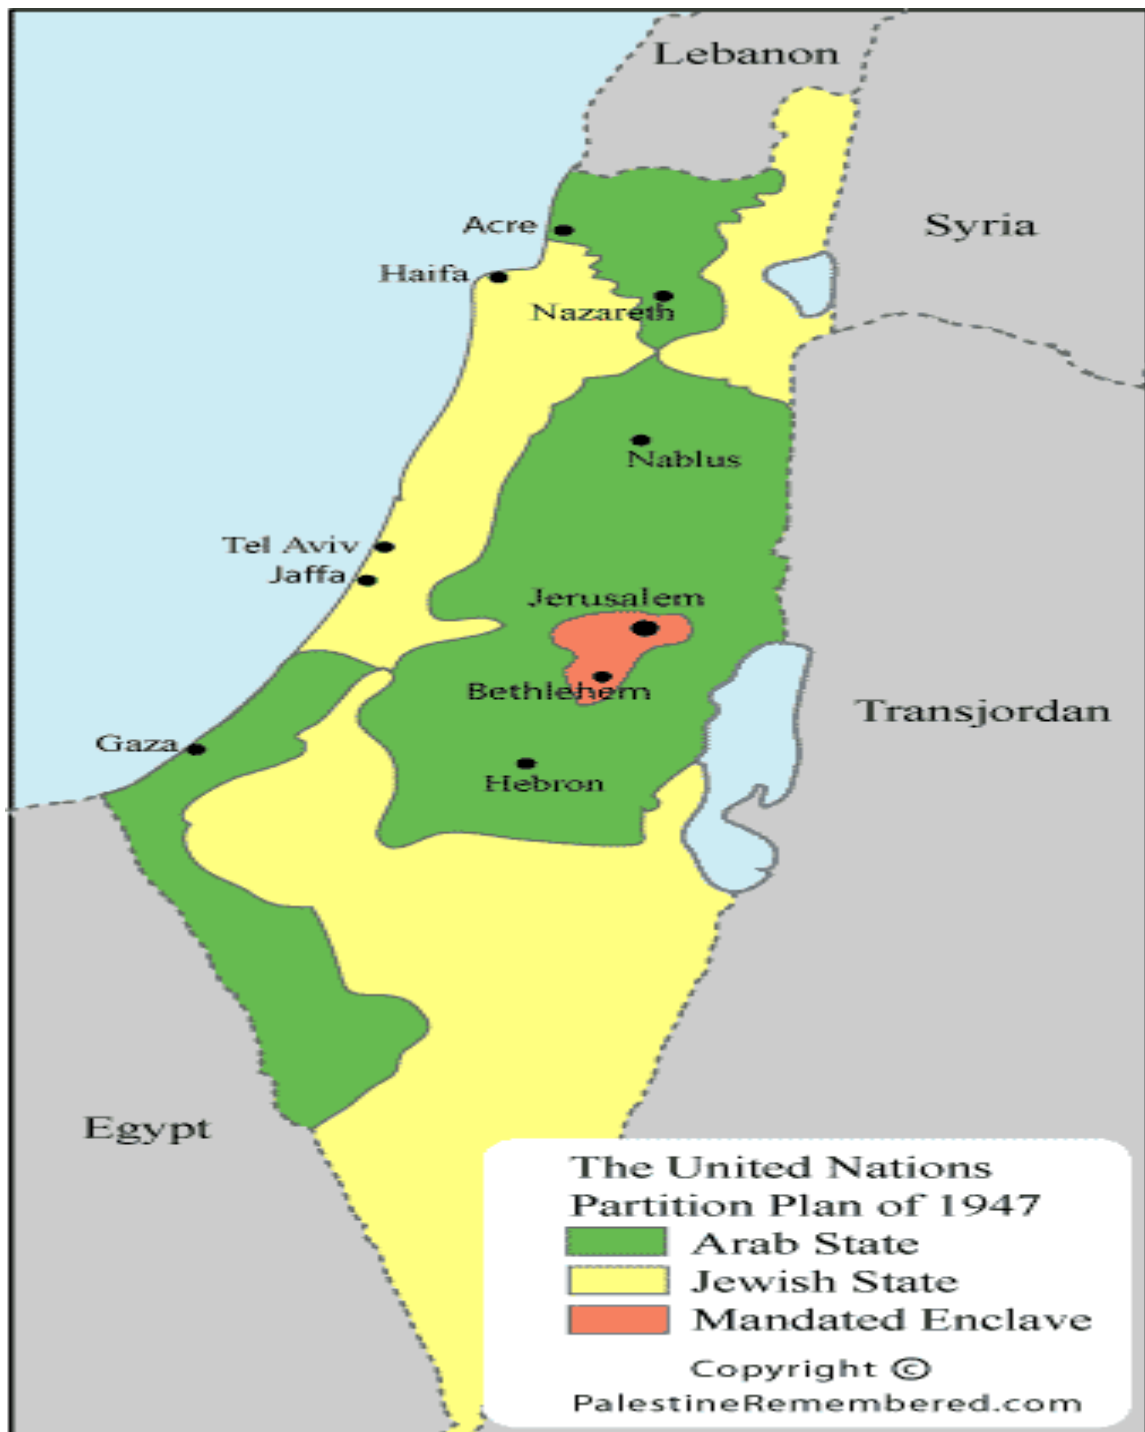 Lebanon
Syria
Acre
Haifa
Nazareth
Nablus
Tel Aviv
Jaffa
Jerusalem
Bethlehem
Transjordan
Gaza
Hebron
Egypt
The United Nations
Partition Plan of 1947
Arab State
Jewish State
Mandated Enclave
Copyright ©
PalestineRemembered.com